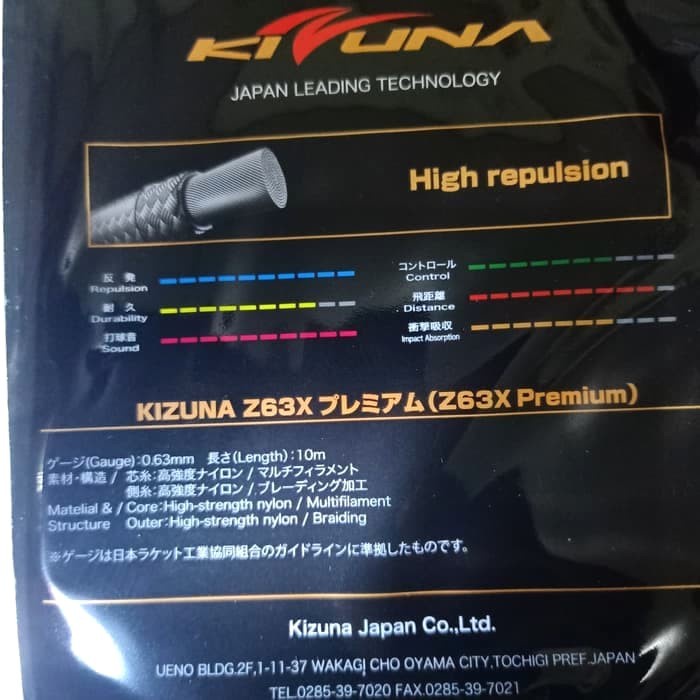 KIZUNA
JAPAN LEADING TECHNOLOGY
High repulsion
反発
Repulsion
耐久
Durability
打球音
Sound
コントロール
Control
飛距離
Distance
衝撃吸収
Impact Absorption
KIZUNA Z63X プレミアム(Z63X Premium)
ゲージ(Gauge):0.63mm 長さ(Length):10m
素材・構造 / 芯糸:高強度ナイロン / マルチフィラメント
側糸:高強度ナイロン / ブレーディング加工
Matelial & / Core:High-strength nylon / Multifilament
Structure Outer:High-strength nylon / Braiding
※ゲージは日本ラケット工業協同組合のガイドラインに準拠したものです。
Kizuna Japan Co.,Ltd.
UENO BLDG.2F,1-11-37 WAKAGI CHO OYAMA CITY,TOCHIGI PREF.JAPAN
TEL.0285-39-7020 FAX.0285-39-7021